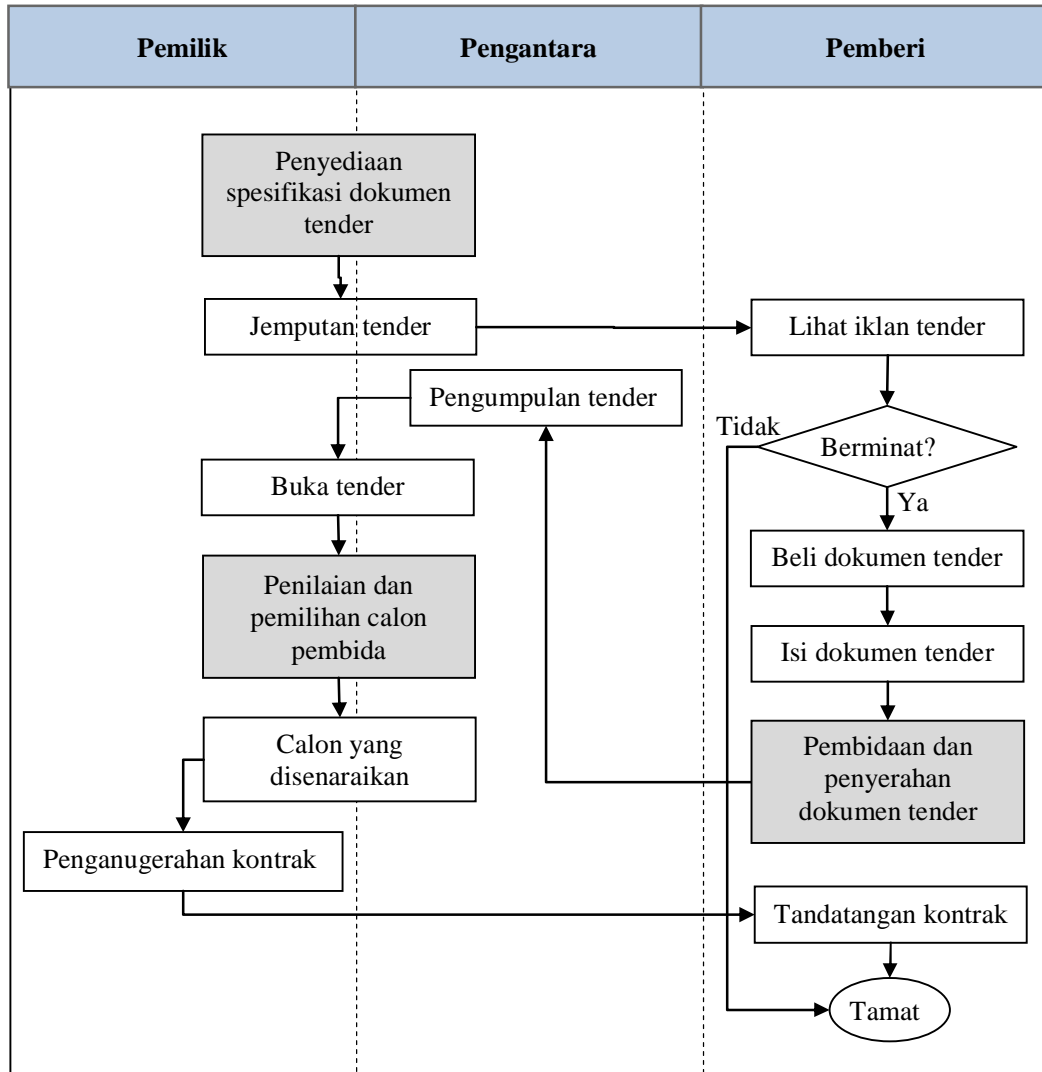 Pemilik
Pengantara
Pemberi
Penyediaan
spesifikasi dokumen
tender
Jemputan tender
Lihat iklan tender
Pengumpulan tender
Tidak
Berminat?
Buka tender
Ya
Beli dokumen tender
Penilaian dan
pemilihan calon
pembida
Isi dokumen tender
Calon yang
disenaraikan
Pembidaan dan
penyerahan
dokumen tender
Penganugerahan kontrak
Tandatangan kontrak
Tamat